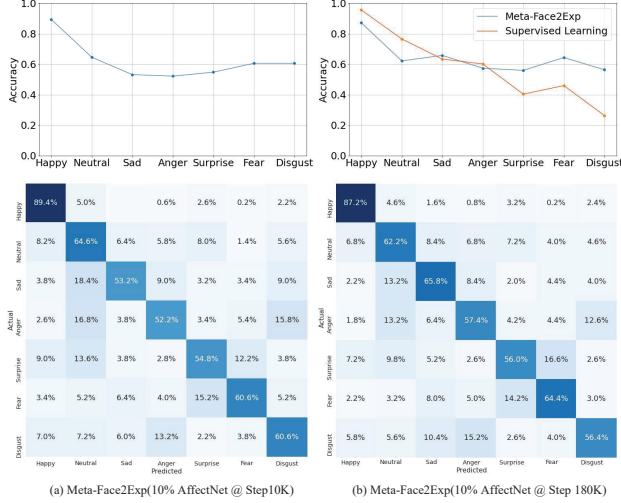 1.0
0.8
0.6
0.4
0.2
0.0
Accuracy
Happy Neutral Sad Anger Surprise Fear Disgust
1.0
0.8
0.6
0.4
0.2
0.0
Accuracy
Meta-Face2Exp
Supervised Learning
Happy Neutral Sad Anger Surprise Fear Disgust
Actual
Happy 89.4% 5.0% 0.6% 2.6% 0.2% 2.2%
Neutral 8.2% 64.6% 6.4% 5.8% 8.0% 1.4% 5.6%
Sad 3.8% 18.4% 53.2% 9.0% 3.2% 3.4% 9.0%
Anger 2.6% 16.8% 3.8% 52.2% 3.4% 5.4% 15.8%
Surprise 9.0% 13.6% 3.8% 2.8% 54.8% 12.2% 3.8%
Fear 3.4% 5.2% 6.4% 4.0% 15.2% 60.6% 5.2%
Disgust 7.0% 7.2% 6.0% 13.2% 2.2% 3.8% 60.6%
Happy Neutral Sad Anger Surprise Fear Disgust
Predicted
Actual
Happy 87.2% 4.6% 1.6% 0.8% 3.2% 0.2% 2.4%
Neutral 6.8% 62.2% 8.4% 6.8% 7.2% 4.0% 4.6%
Sad 2.2% 13.2% 65.8% 8.4% 2.0% 4.4% 4.0%
Anger 1.8% 13.2% 6.4% 57.4% 4.2% 4.4% 12.6%
Surprise 7.2% 9.8% 5.2% 2.6% 56.0% 16.6% 2.6%
Fear 2.2% 3.2% 8.0% 5.0% 14.2% 64.4% 3.0%
Disgust 5.8% 5.6% 10.4% 15.2% 2.6% 4.0% 56.4%
Happy Neutral Sad Anger Surprise Fear Disgust
Predicted
(a) Meta-Face2Exp(10% AffectNet @ Step10K)
(b) Meta-Face2Exp(10% AffectNet @ Step 180K)